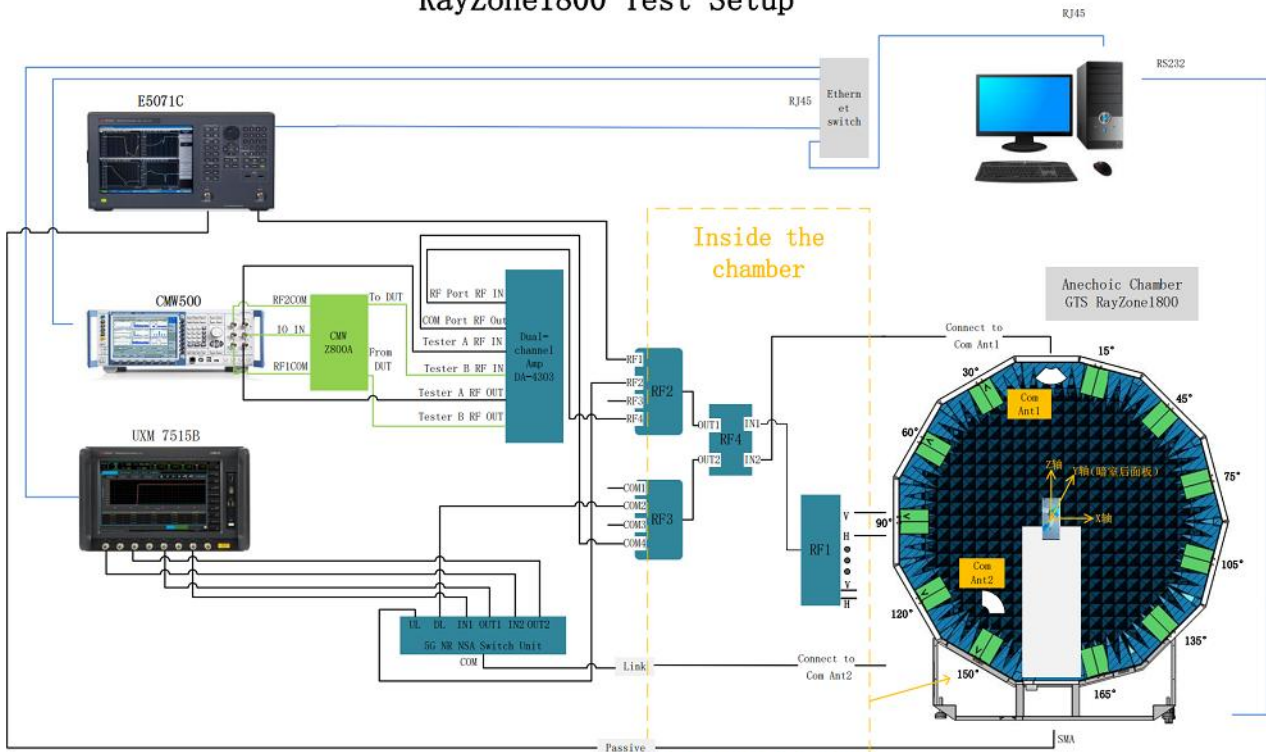 RayZone1800 Test Setup
RJ45
RS232
E5071C
RJ45
Ethern
et
switch
Inside the
chamber
Anechoic Chamber
GTS RayZone1800
CMW500
RF2COM
IO IN
RF1COM
CMW
Z800A
To DUT
From
DUT
RF Port RF IN
COM Port RF Out
Tester A RF IN
Tester B RF IN
Tester A RF OUT
Tester B RF OUT
Dual-
channel
Amp
DA-4303
RF1
RF2
RF3
RF4
RF2
OUT1
OUT2
RF4
IN1
IN2
Connect to
Com Ant1
15°
30°
45°
60°
75°
90°
105°
120°
135°
150°
165°
Com
Ant1
Z轴
Y轴(暗室后面板)
X轴
Com
Ant2
UXM 7515B
COM1
COM2
COM3
COM4
RF3
RF1
V
H
V
H
UL DL IN1 OUT1 IN2 OUT2
5G NR NSA Switch Unit
COM
Link
Connect to
Com Ant2
Passive
SMA